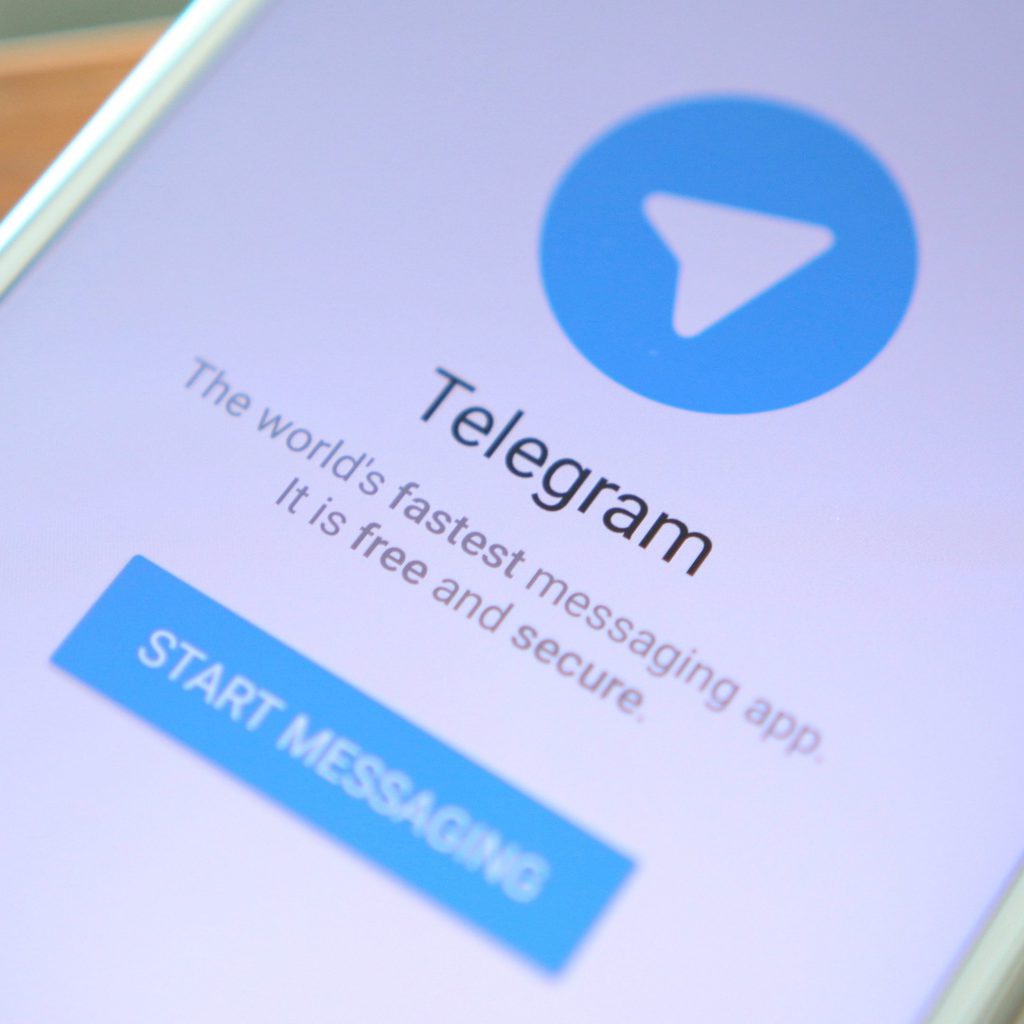 Telegram
The world's fastest messaging app.
It is free and secure.
START MESSAGING